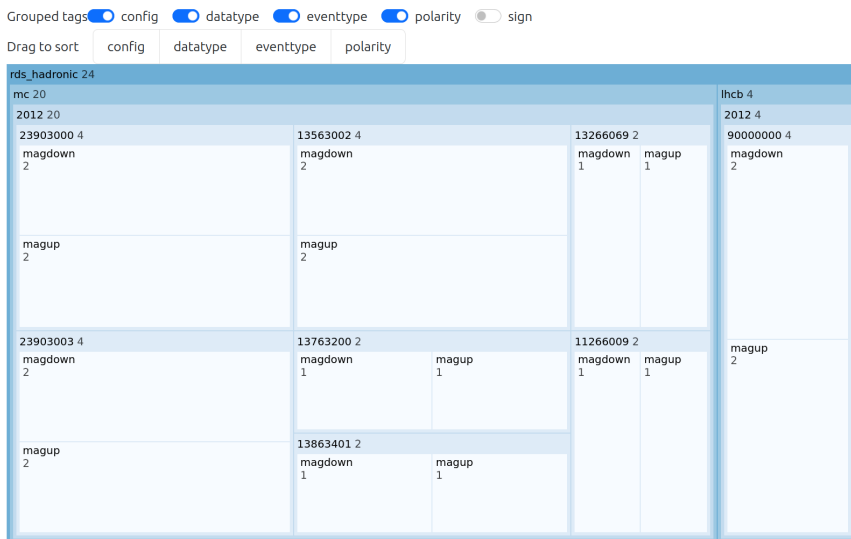 Grouped tags config datatype eventtype polarity sign
Drag to sort config datatype eventtype polarity
rds_hadronic 24
mc 20
2012 20
23903000 4
magdown
2
magup
2
23903003 4
magdown
2
magup
2
13563002 4
magdown
2
magup
2
13763200 2
magdown
1
magup
1
13863401 2
magdown
1
magup
1
13266069 2
magdown
1
magup
1
11266009 2
magdown
1
magup
1
lhcb 4
2012 4
90000000 4
magdown
2
magup
2